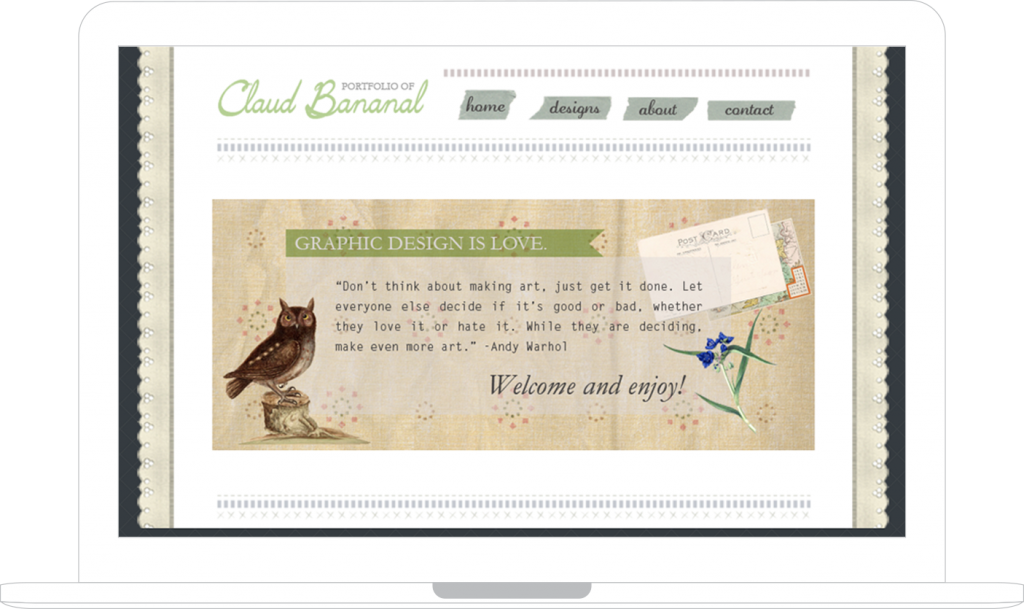 PORTFOLIO OF
Claud Bananal
home
designs
about
contact
GRAPHIC DESIGN IS LOVE.
POST CARD
“Don’t think about making art, just get it done. Let
everyone else decide if it’s good or bad, whether
they love it or hate it. While they are deciding,
make even more art.” -Andy Warhol
Welcome and enjoy!